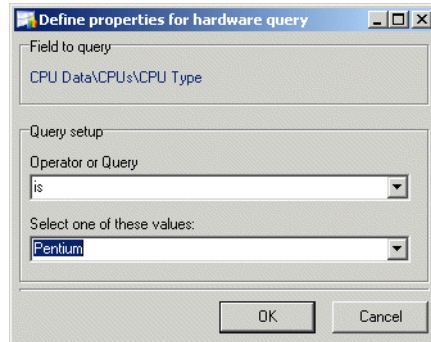 Define properties for hardware query
Field to query
CPU Data\CPUs\CPU Type
Query setup
Operator or Query
is
Select one of these values:
Pentium
OK
Cancel